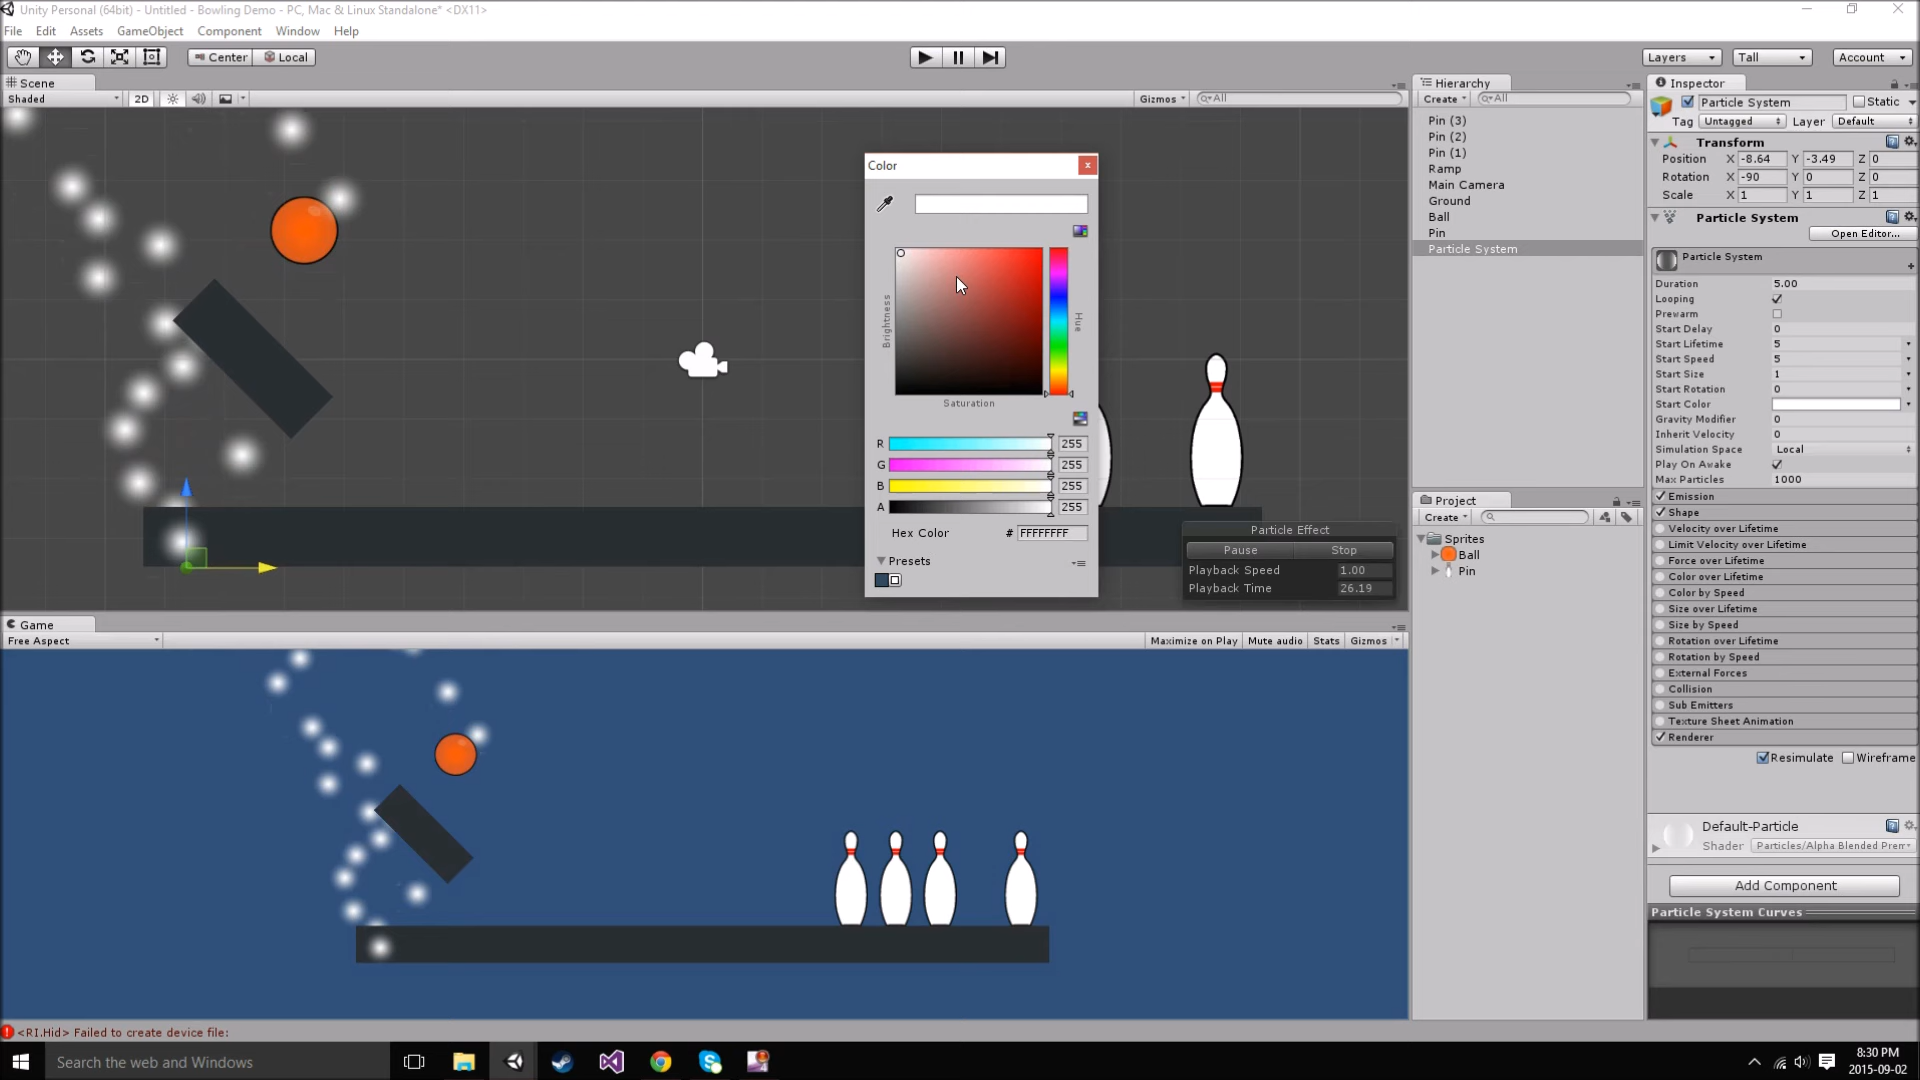 Unity Personal (64bit) - Untitled - Bowling Demo - PC, Mac & Linux Standalone* <DX11>
File Edit Assets GameObject Component Window Help
Center Local Layers Tall Account
Scene
Shaded 2D Gizmos All
Hierarchy
Create All
Pin (3)
Pin (2)
Pin (1)
Ramp
Main Camera
Ground
Ball
Pin
Particle System
Inspector
Particle System Static
Tag Untagged Layer Default
Transform
Position X -8.64 Y -3.49 Z 0
Rotation X -90 Y 0 Z 0
Scale X 1 Y 1 Z 1
Particle System
Open Editor...
Particle System
Duration 5.00
Looping
Prewarm
Start Delay 0
Start Lifetime 5
Start Speed 5
Start Size 1
Start Rotation 0
Start Color
Gravity Modifier 0
Inherit Velocity 0
Simulation Space Local
Play On Awake
Max Particles 1000
Emission
Shape
Velocity over Lifetime
Limit Velocity over Lifetime
Force over Lifetime
Color over Lifetime
Color by Speed
Size over Lifetime
Size by Speed
Rotation over Lifetime
Rotation by Speed
External Forces
Collision
Sub Emitters
Texture Sheet Animation
Renderer
Resimulate Wireframe
Default-Particle
Shader Particles/Alpha Blended Prem
Add Component
Particle System Curves
Color
Brightness
Hue
Saturation
R 255
G 255
B 255
A 255
Hex Color # FFFFFFFF
Presets
Particle Effect
Pause Stop
Playback Speed 1.00
Playback Time 26.19
Project
Create
Sprites
Ball
Pin
Game
Free Aspect Maximize on Play Mute audio Stats Gizmos
<RI.Hid> Failed to create device file:
Search the web and Windows
8:30 PM
2015-09-02